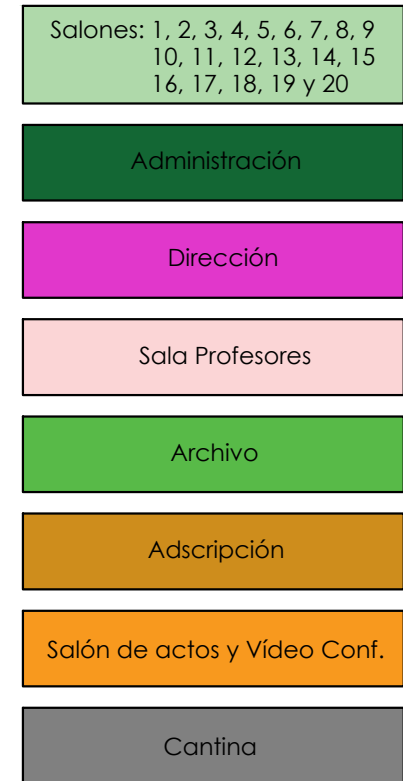 Salones: 1, 2, 3, 4, 5, 6, 7, 8, 9
10, 11, 12, 13, 14, 15
16, 17, 18, 19 y 20
Administración
Dirección
Sala Profesores
Archivo
Adscripción
Salón de actos y Vídeo Conf.
Cantina